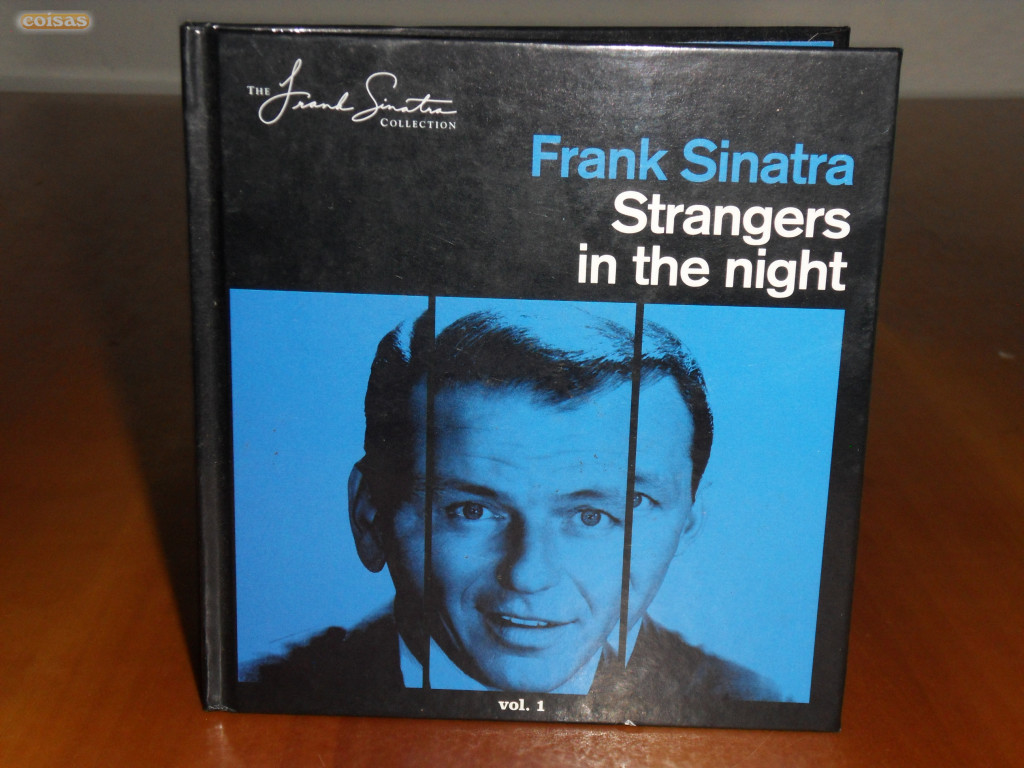 coisas
THE Frank Sinatra
COLLECTION
Frank Sinatra
Strangers
in the night
vol. 1